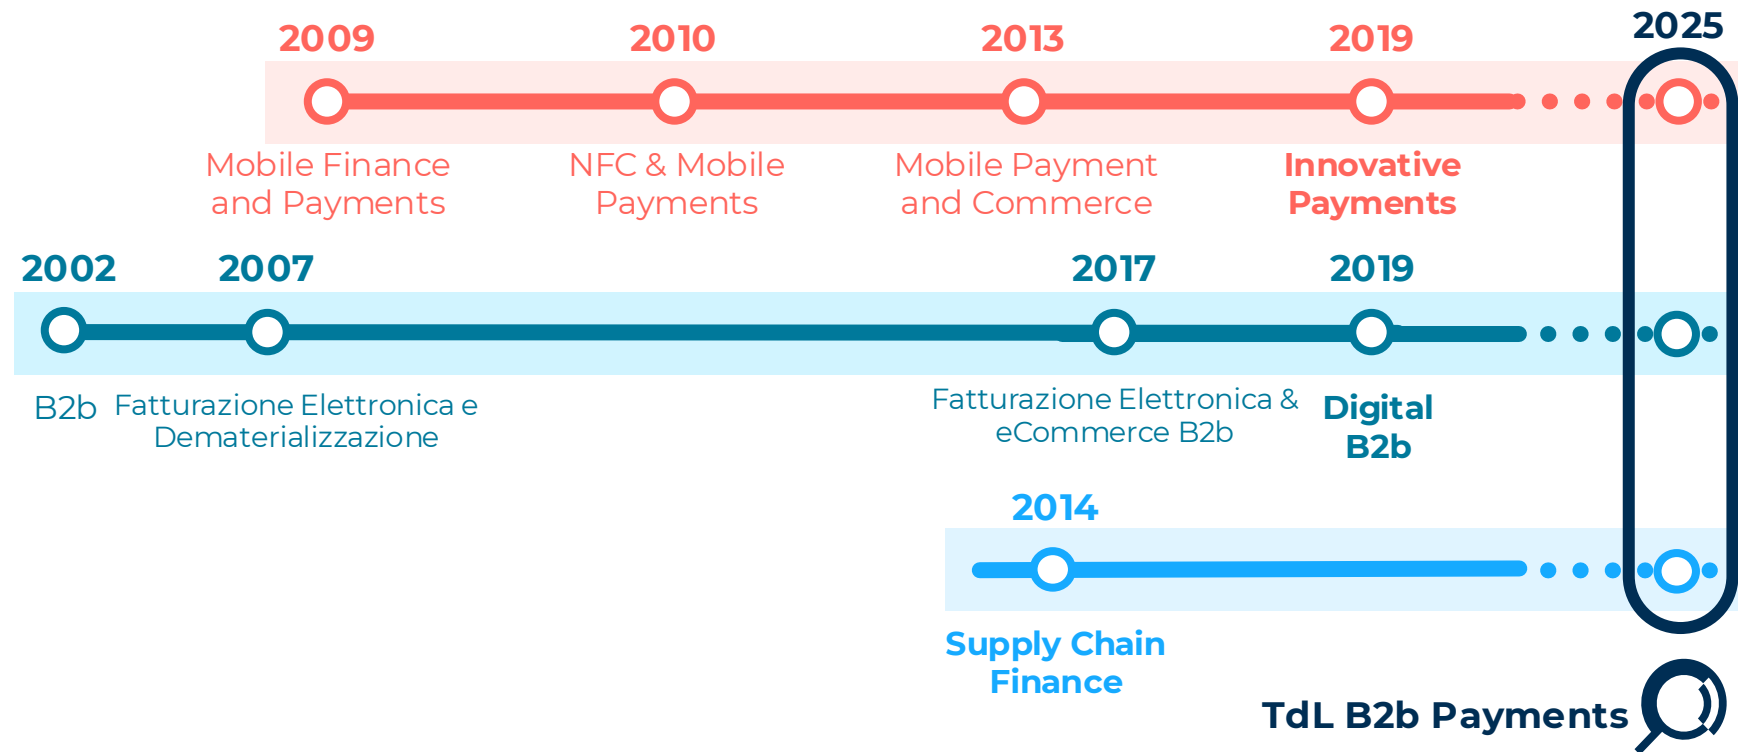 2009
2010
2013
2019
2025
Mobile Finance
and Payments
NFC & Mobile
Payments
Mobile Payment
and Commerce
Innovative
Payments
2002
2007
2017
2019
B2b
Fatturazione Elettronica e
Dematerializzazione
Fatturazione Elettronica &
eCommerce B2b
Digital
B2b
2014
Supply Chain
Finance
TdL B2b Payments